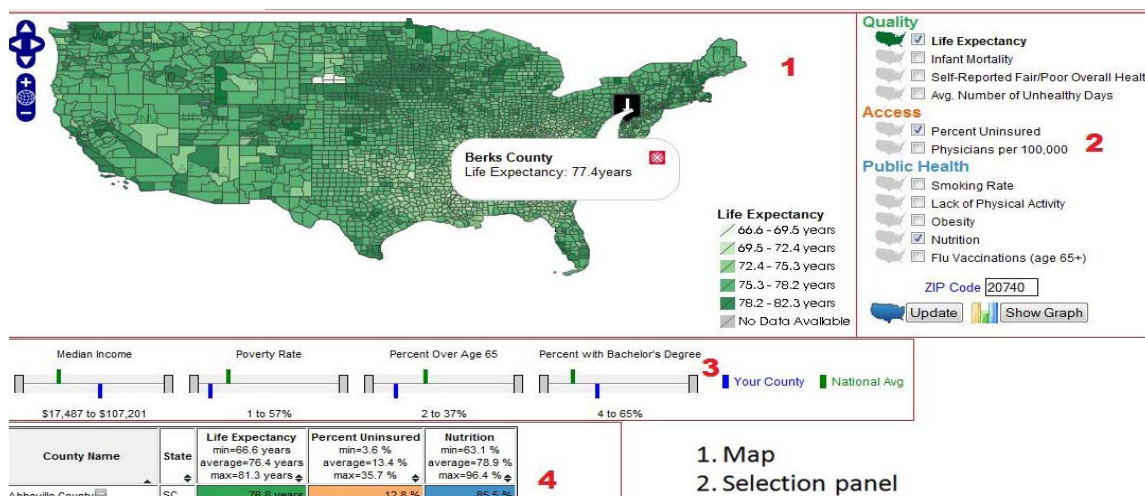 1
Berks County
Life Expectancy: 77.4years
Life Expectancy
66.6 - 69.5 years
69.5 - 72.4 years
72.4 - 75.3 years
75.3 - 78.2 years
78.2 - 82.3 years
No Data Available
Quality
Life Expectancy
Infant Mortality
Self-Reported Fair/Poor Overall Healt
Avg. Number of Unhealthy Days
Access
Percent Uninsured
Physicians per 100,000
2
Public Health
Smoking Rate
Lack of Physical Activity
Obesity
Nutrition
Flu Vaccinations (age 65+)
ZIP Code 20740
Update Show Graph
Median Income Poverty Rate Percent Over Age 65 Percent with Bachelor's Degree
3
Your County National Avg
$17,487 to $107,201 1 to 57% 2 to 37% 4 to 65%
County Name State
Life Expectancy Percent Uninsured Nutrition
min=66.6 years min=3.6 % min=63.1 %
average=76.4 years average=13.4 % average=78.9 %
max=81.3 years max=35.7 % max=96.4 %
4
Abbeville County SC 76.8 years 12.8 % 85.5 %
1. Map
2. Selection panel